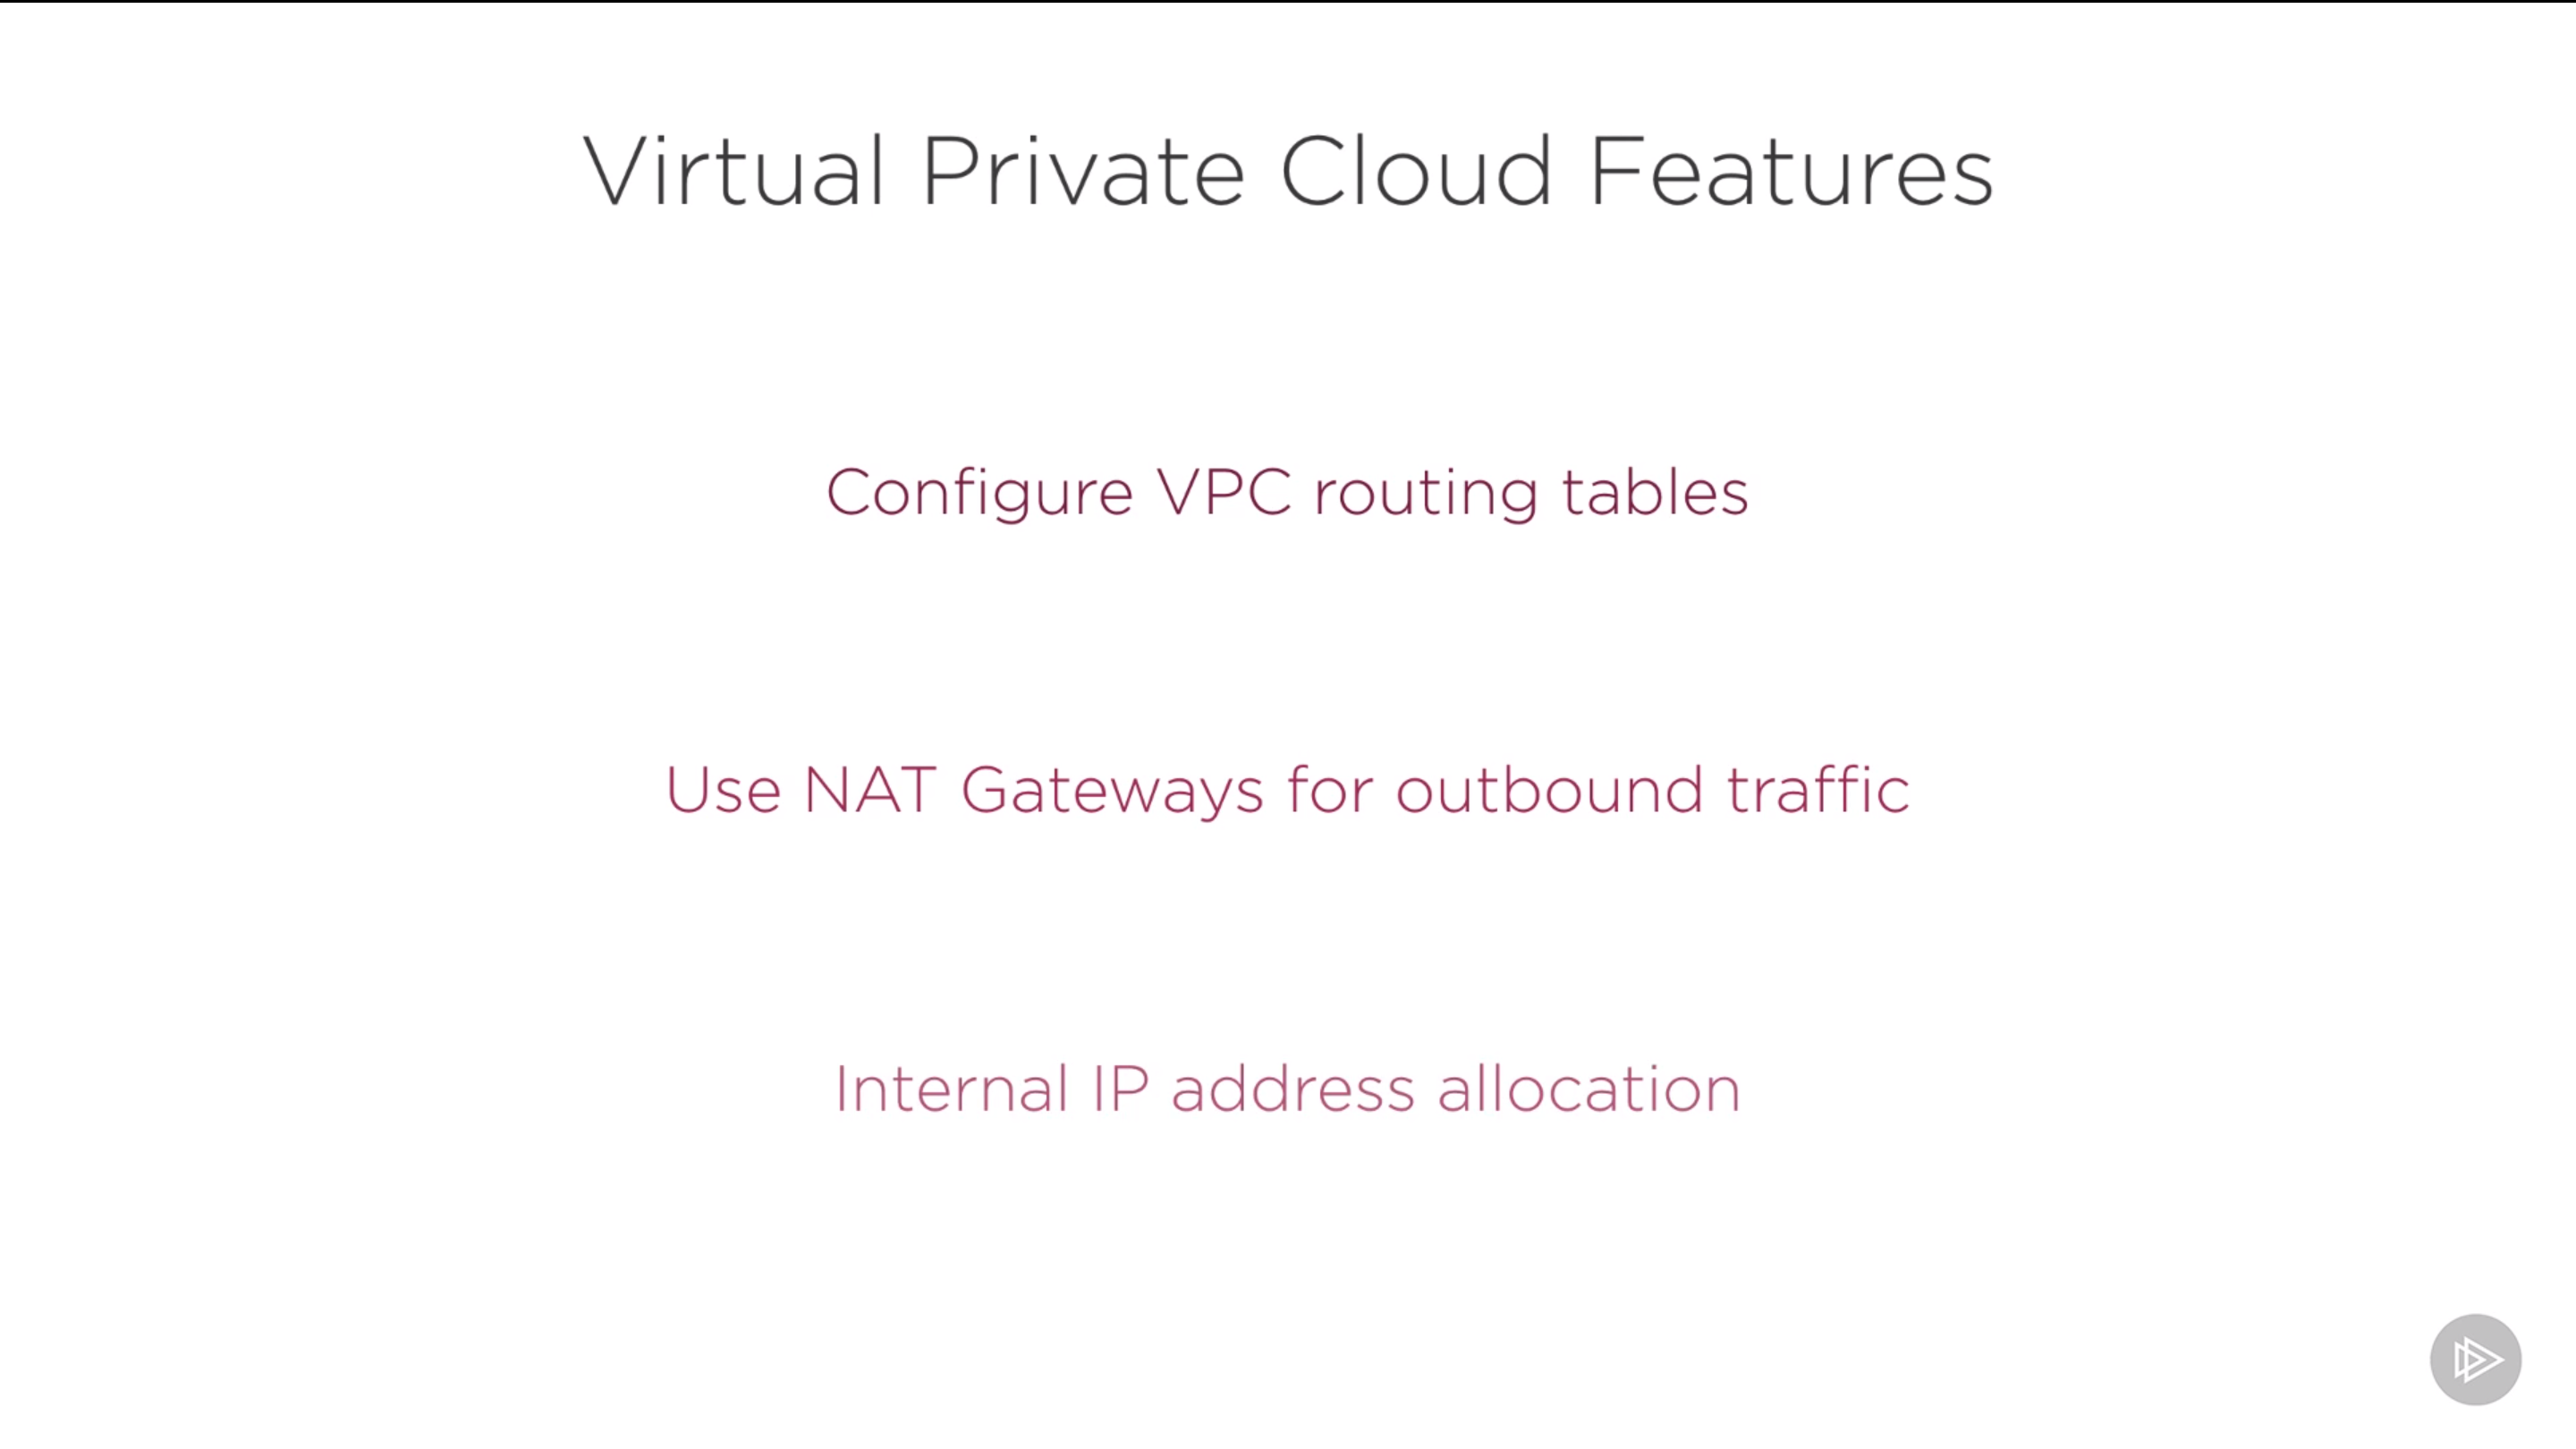 Virtual Private Cloud Features
Configure VPC routing tables
Use NAT Gateways for outbound traffic
Internal IP address allocation